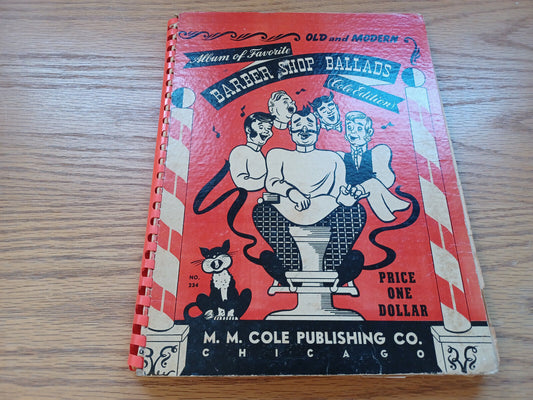 OLD and MODERN
Album of Favorite
BARBER SHOP BALLADS
(Cole Edition)
NO.
234
PRICE
ONE
DOLLAR
M. M. COLE PUBLISHING CO.
CHICAGO